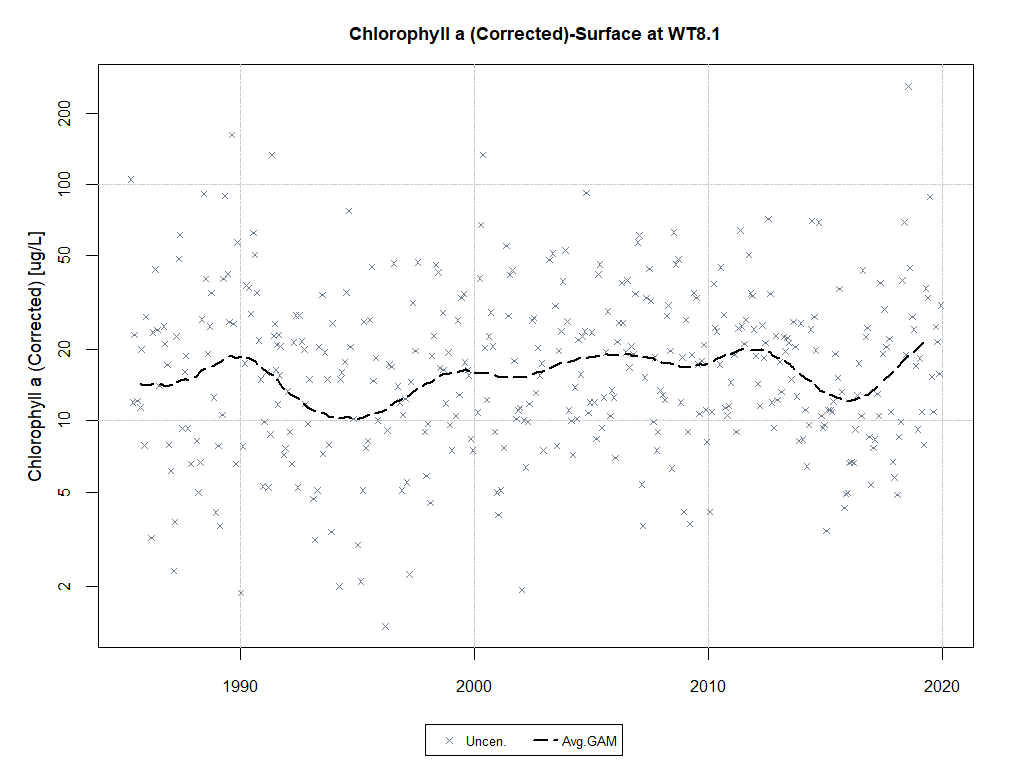 Chlorophyll a (Corrected)-Surface at WT8.1
Chlorophyll a (Corrected) [ug/L]
200
100
50
20
10
5
2
1990
2000
2010
2020
Uncen.
Avg.GAM